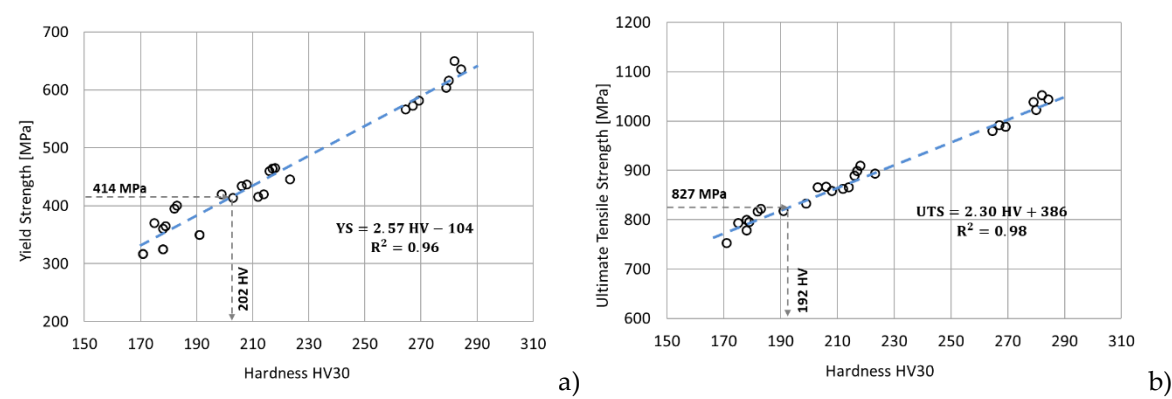 700
600
500
400
300
200
Yield Strength [MPa]
414 MPa
202 HV
YS = 2.57 HV − 104
R² = 0.96
150 170 190 210 230 250 270 290 310
Hardness HV30
a)
1200
1100
1000
900
800
700
600
Ultimate Tensile Strength [MPa]
827 MPa
192 HV
UTS = 2.30 HV + 386
R² = 0.98
150 170 190 210 230 250 270 290 310
Hardness HV30
b)